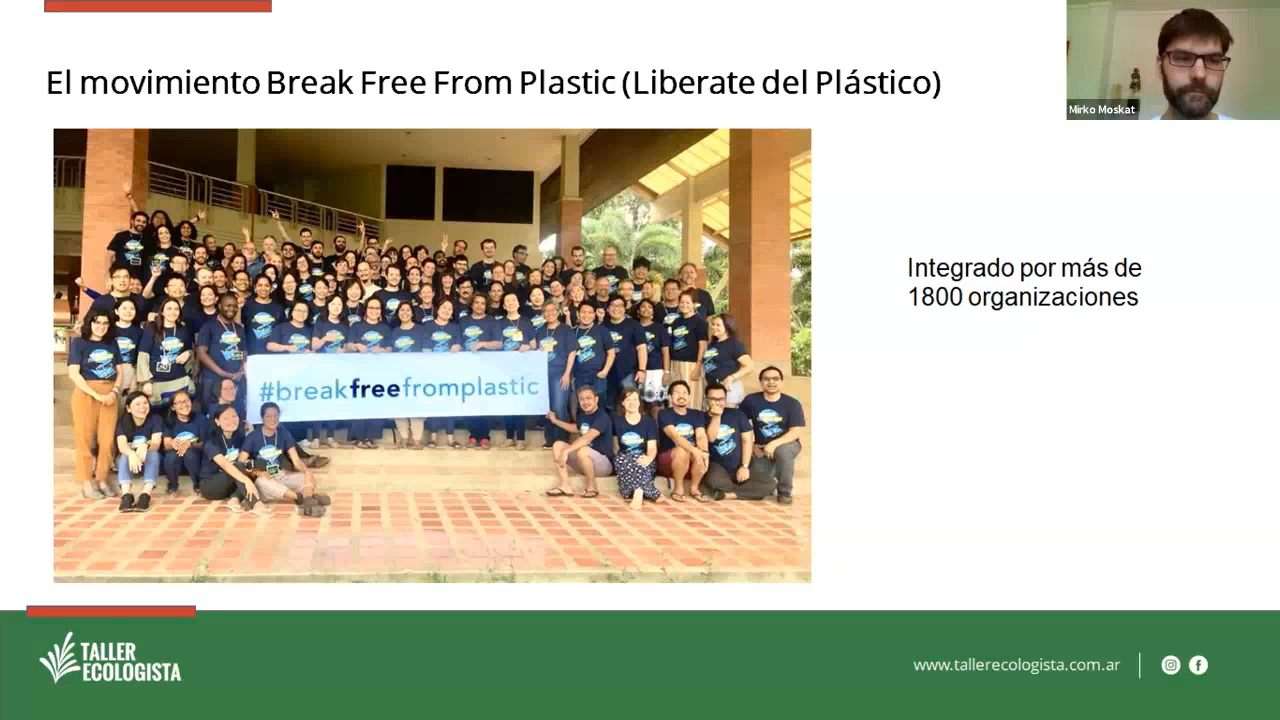 El movimiento Break Free From Plastic (Liberate del Plástico)
Mirko Moskat
Integrado por más de
1800 organizaciones
#breakfreefromplastic
TALLER
ECOLOGISTA
www.tallerecologista.com.ar